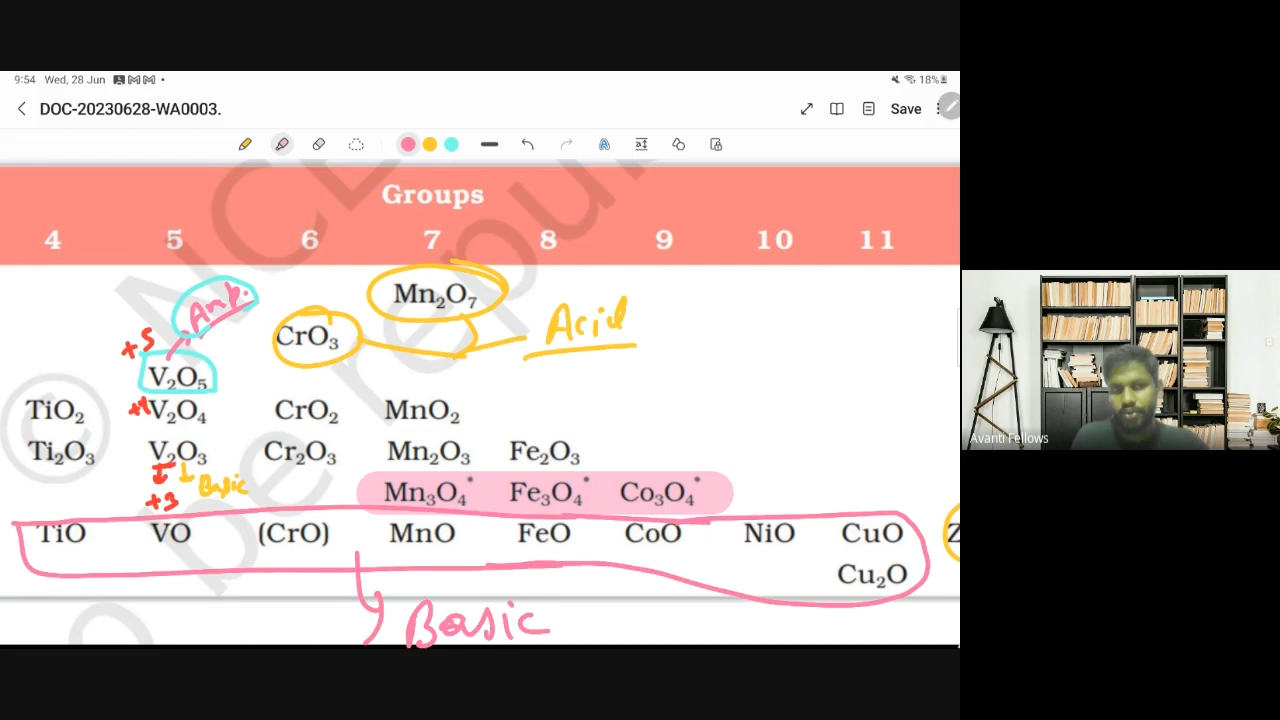 9:54 Wed, 28 Jun 18%
DOC-20230628-WA0003.
Save
Groups
4 5 6 7 8 9 10 11
Mn₂O₇
Amp.
CrO₃ Acid
+5
V₂O₅
TiO₂ +4 V₂O₄ CrO₂ MnO₂
Ti₂O₃ V₂O₃ Cr₂O₃ Mn₂O₃ Fe₂O₃
Basic
+3
Mn₃O₄* Fe₃O₄* Co₃O₄*
TiO VO (CrO) MnO FeO CoO NiO CuO Z
Cu₂O
Basic
Avanti Fellows